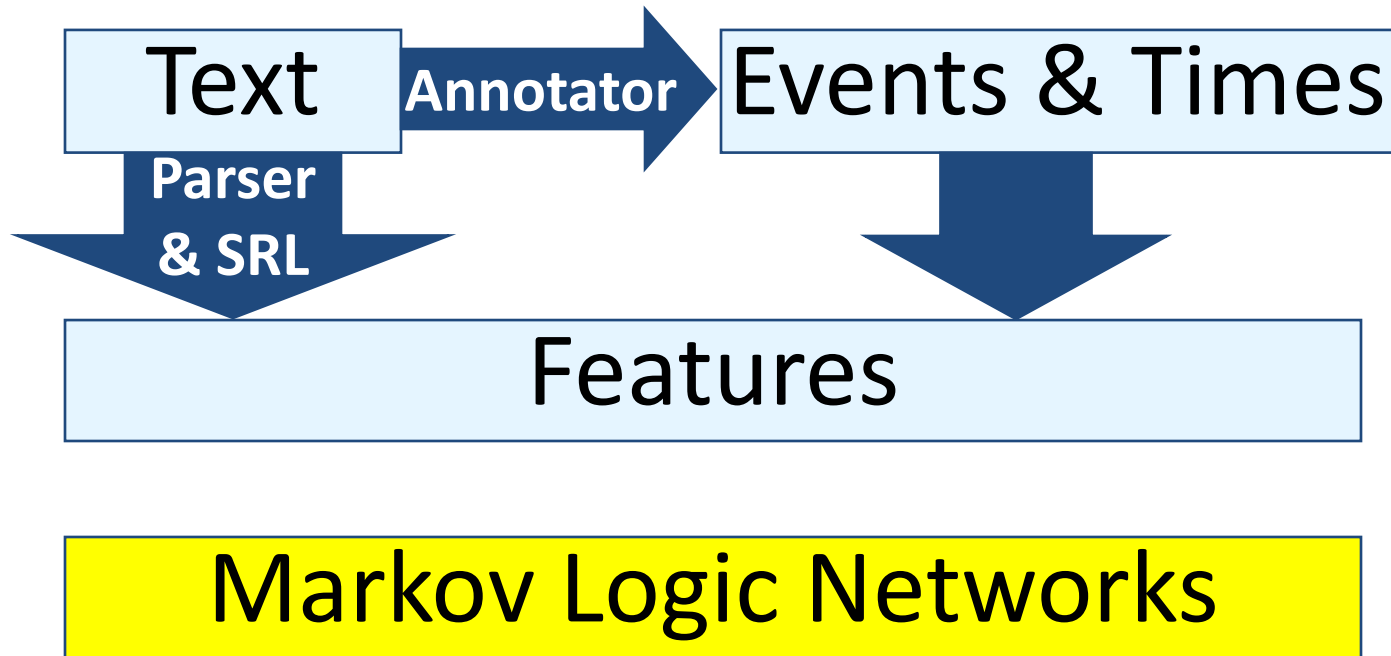 Text
Annotator
Events & Times
Parser
& SRL
Features
Markov Logic Networks